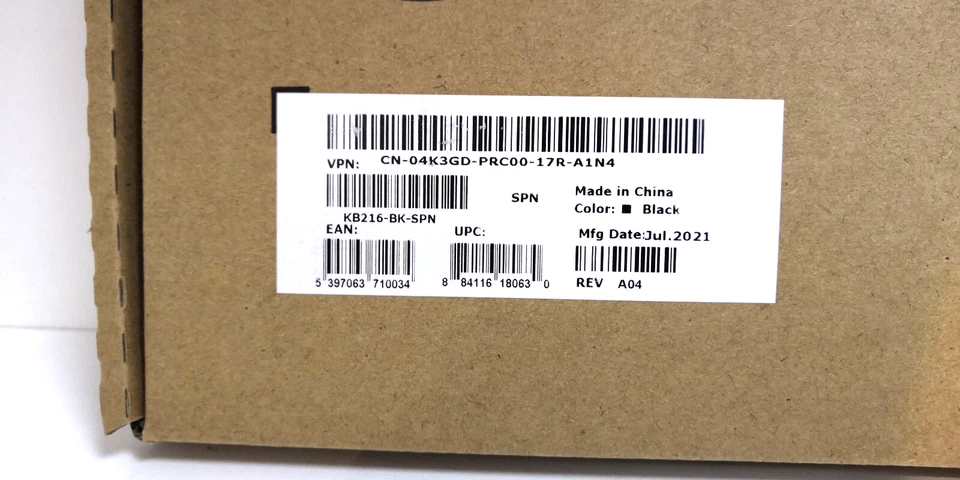 VPN: CN-04K3GD-PRC00-17R-A1N4
KB216-BK-SPN
SPN
Made in China
Color: Black
EAN:
UPC:
Mfg Date:Jul.2021
5 397063 710034
8 84116 18063 0
REV A04